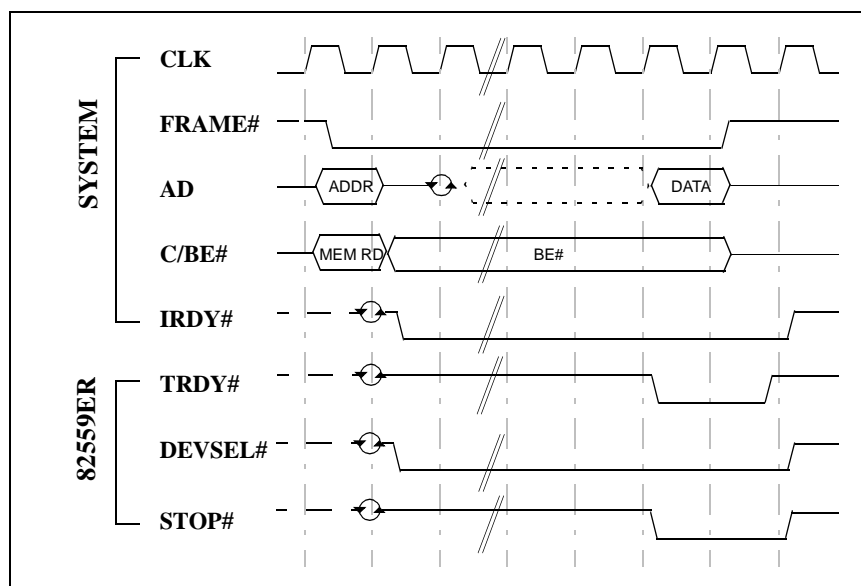 SYSTEM
CLK
FRAME#
AD
ADDR
DATA
C/BE#
MEM RD
BE#
IRDY#
82559ER
TRDY#
DEVSEL#
STOP#